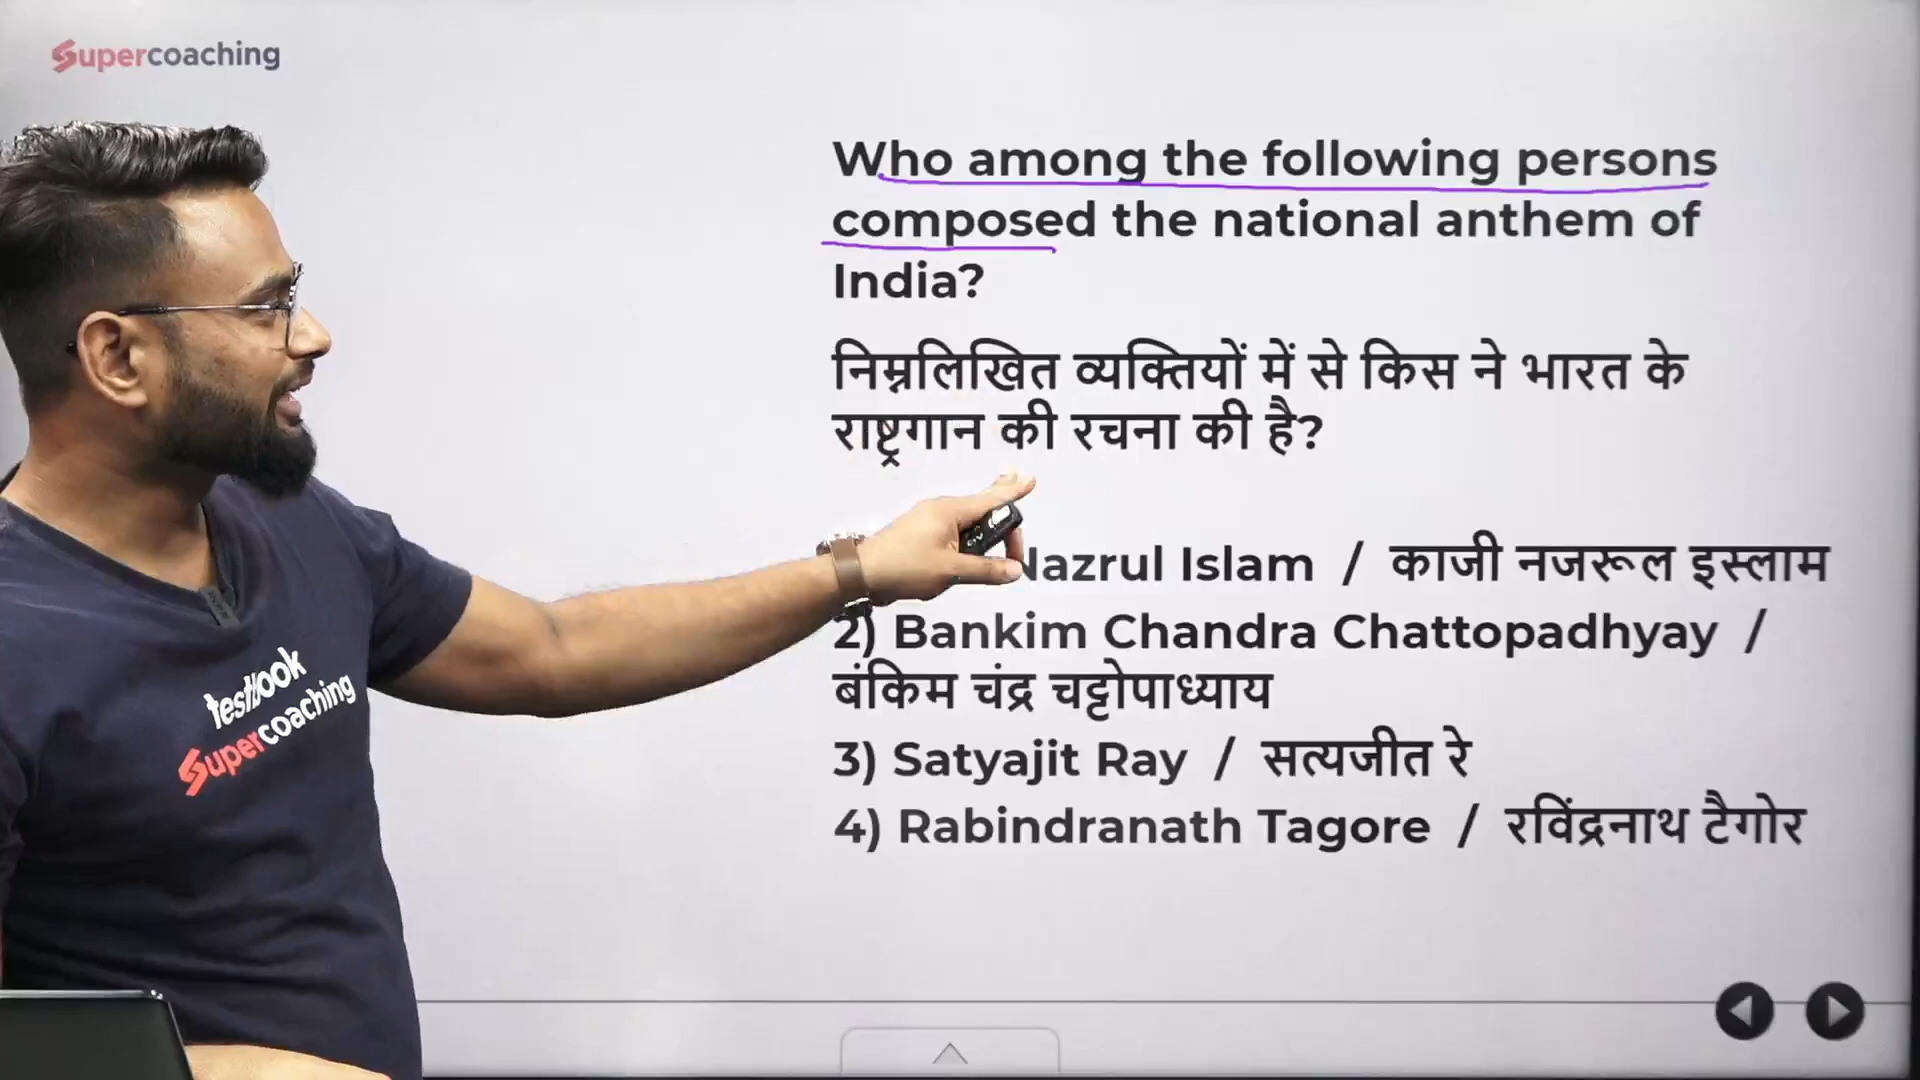 Supercoaching
Who among the following persons
composed the national anthem of
India?
निम्नलिखित व्यक्तियों में से किस ने भारत के
राष्ट्रगान की रचना की है?
Nazrul Islam / काजी नजरूल इस्लाम
2) Bankim Chandra Chattopadhyay /
बंकिम चंद्र चट्टोपाध्याय
3) Satyajit Ray / सत्यजीत रे
4) Rabindranath Tagore / रविंद्रनाथ टैगोर
testbook
Supercoaching